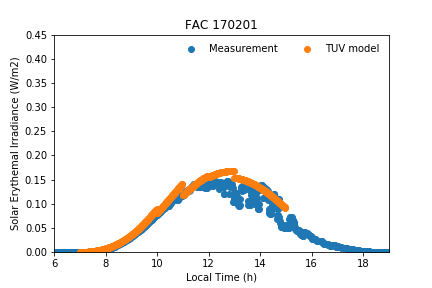 FAC 170201
Measurement TUV model
Solar Erythemal Irradiance (W/m2)
0.45
0.40
0.35
0.30
0.25
0.20
0.15
0.10
0.05
0.00
6 8 10 12 14 16 18
Local Time (h)